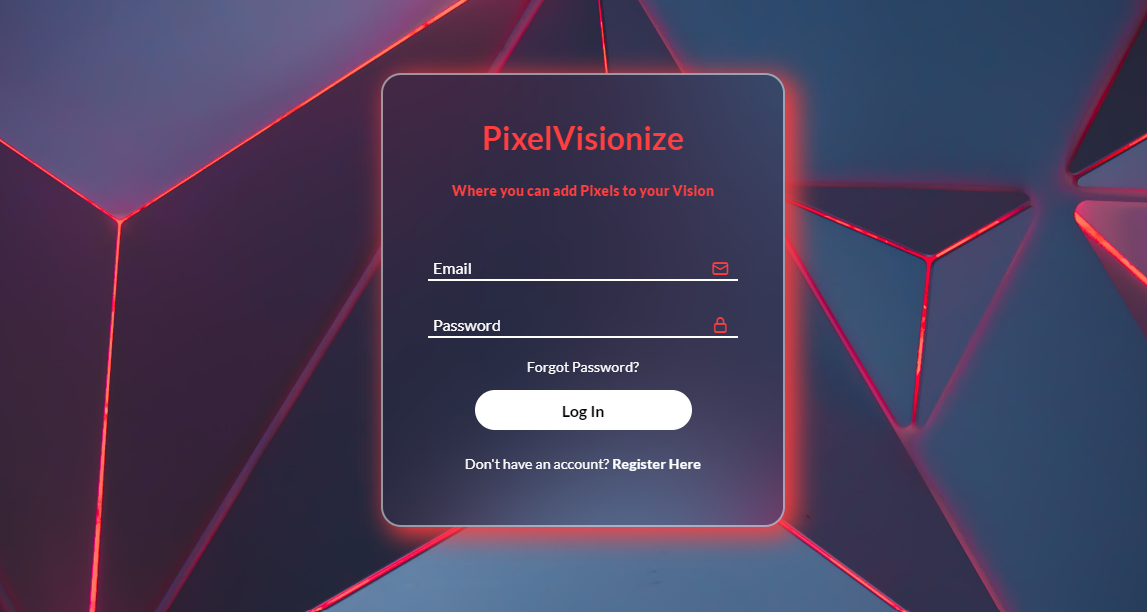 PixelVisionize
Where you can add Pixels to your Vision
Email
Password
Forgot Password?
Log In
Don't have an account? Register Here